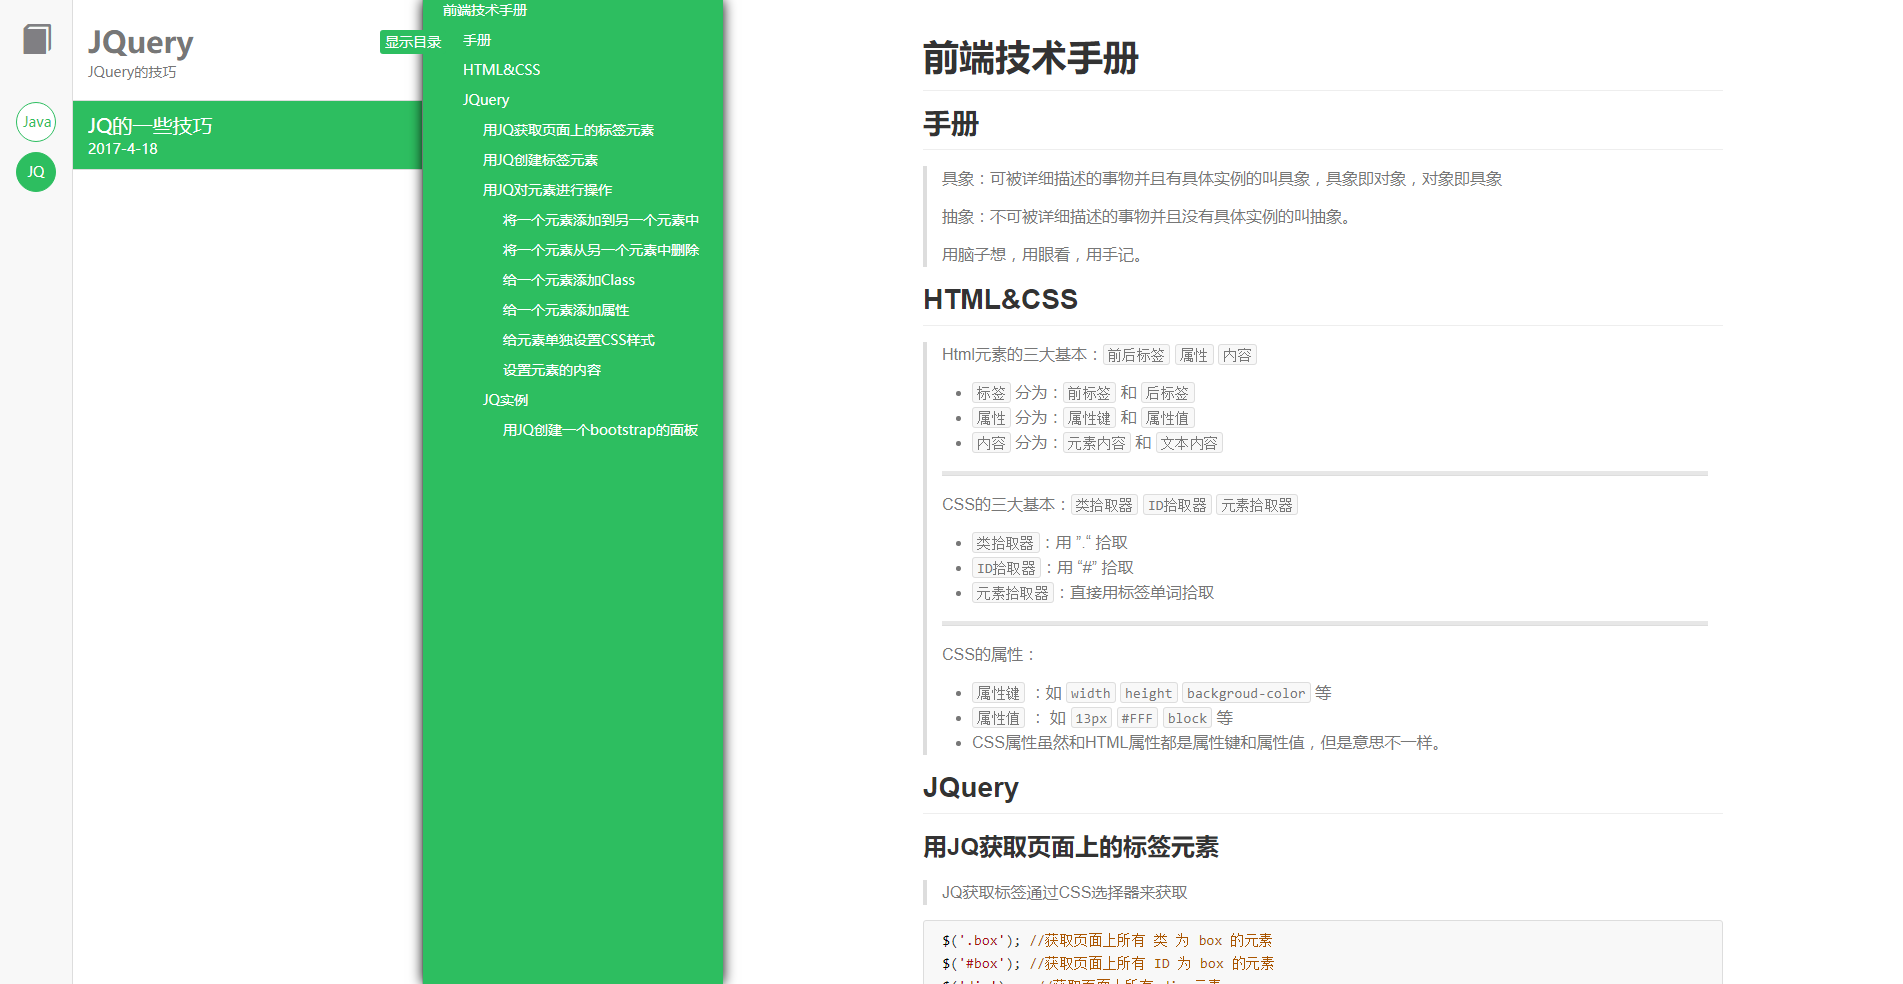 JQuery
JQuery的技巧
Java
JQ
JQ的一些技巧
2017-4-18
显示目录
前端技术手册
手册
HTML&CSS
JQuery
用JQ获取页面上的标签元素
用JQ创建标签元素
用JQ对元素进行操作
将一个元素添加到另一个元素中
将一个元素从另一个元素中删除
给一个元素添加Class
给一个元素添加属性
给元素单独设置CSS样式
设置元素的内容
JQ实例
用JQ创建一个bootstrap的面板
前端技术手册
手册
具象：可被详细描述的事物并且有具体实例的叫具象，具象即对象，对象即具象
抽象：不可被详细描述的事物并且没有具体实例的叫抽象。
用脑子想，用眼看，用手记。
HTML&CSS
Html元素的三大基本：前后标签 属性 内容
标签 分为：前标签 和 后标签
属性 分为：属性键 和 属性值
内容 分为：元素内容 和 文本内容
CSS的三大基本：类拾取器 ID拾取器 元素拾取器
类拾取器：用 ”.“ 拾取
ID拾取器：用 “#” 拾取
元素拾取器：直接用标签单词拾取
CSS的属性：
属性键 ：如 width height backgroud-color 等
属性值 ： 如 13px #FFF block 等
CSS属性虽然和HTML属性都是属性键和属性值，但是意思不一样。
JQuery
用JQ获取页面上的标签元素
JQ获取标签通过CSS选择器来获取
$('.box'); //获取页面上所有 类 为 box 的元素
$('#box'); //获取页面上所有 ID 为 box 的元素